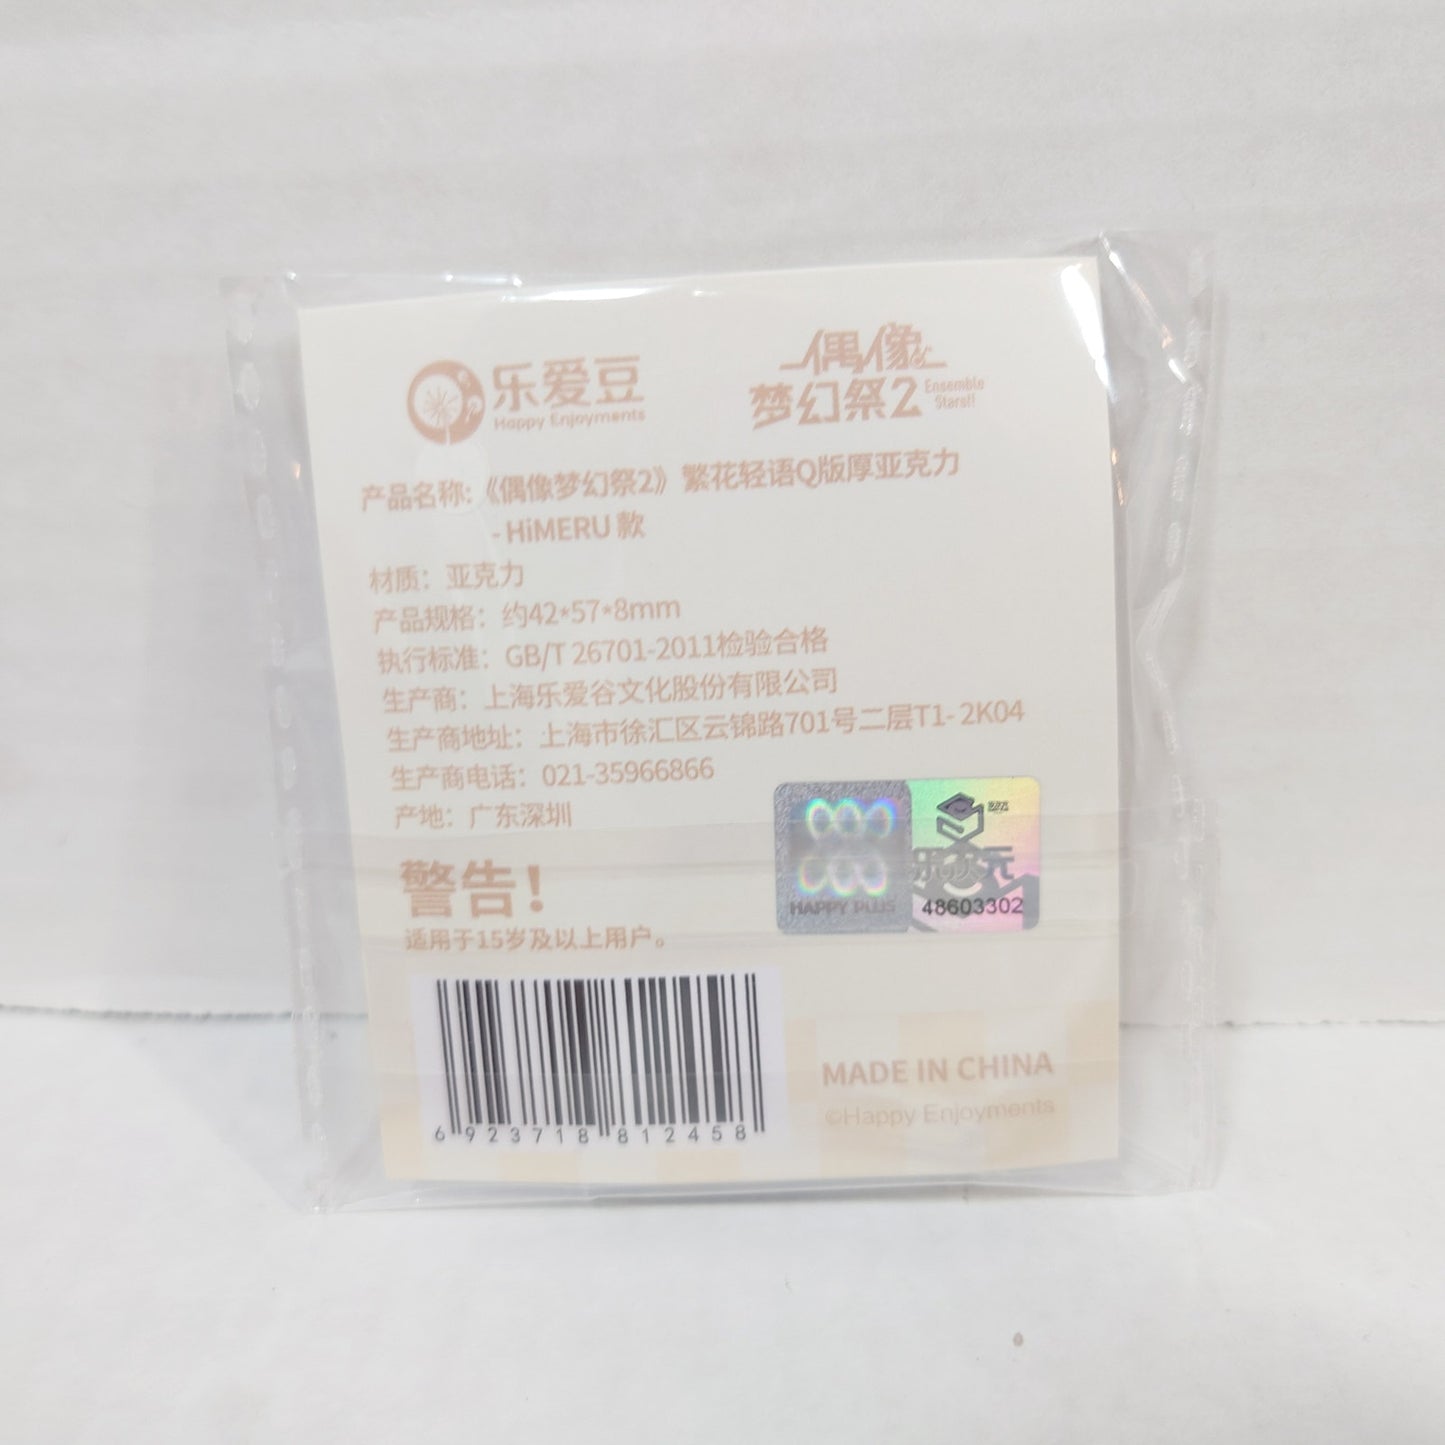 乐爱豆
Happy Enjoyments
偶像
梦幻祭2
Ensemble
Stars!!
产品名称:《偶像梦幻祭2》繁花轻语Q版厚亚克力
- HiMERU 款
材质：亚克力
产品规格：约42*57*8mm
执行标准：GB/T 26701-2011检验合格
生产商：上海乐爱谷文化股份有限公司
生产商地址：上海市徐汇区云锦路701号二层T1- 2K04
生产商电话：021-35966866
产地：广东深圳
HAPPY PLUS
乐次元
48603302
警告！
适用于15岁及以上用户。
6 923718 812458
MADE IN CHINA
©Happy Enjoyments